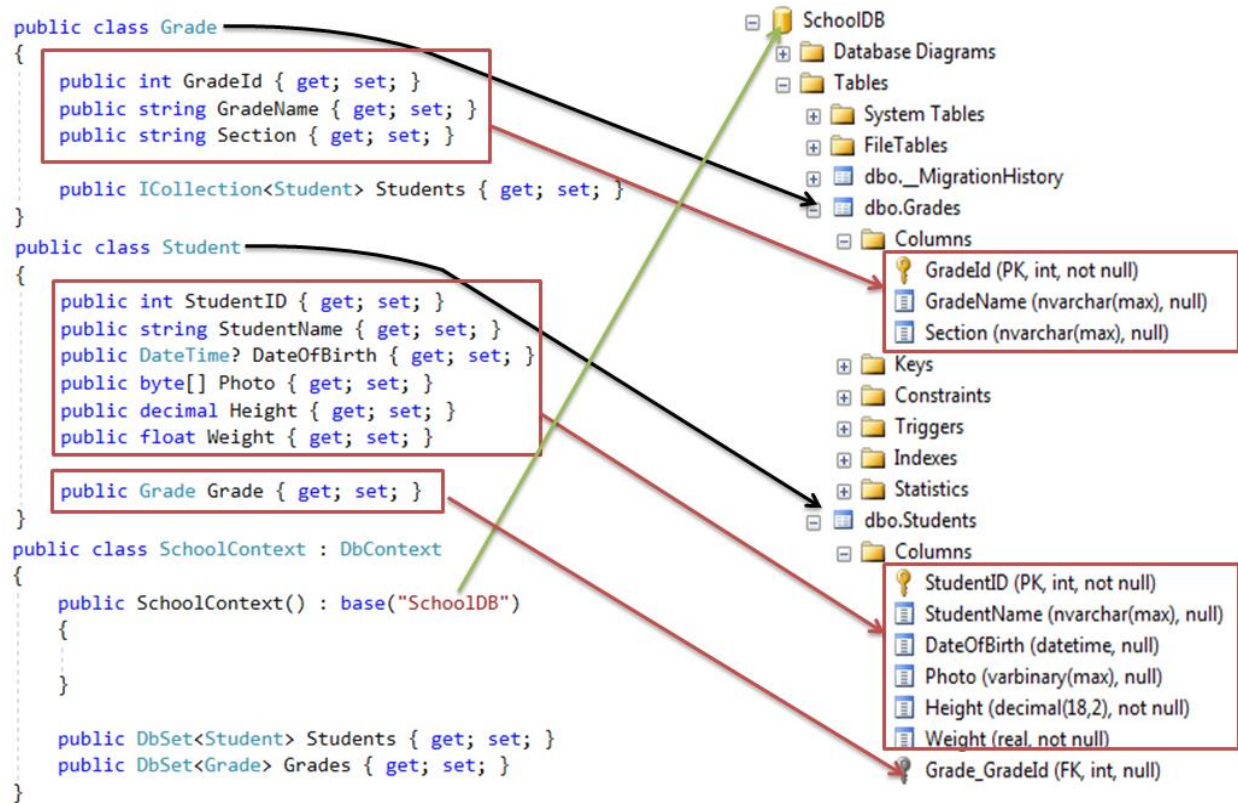 public class Grade
{
public int GradeId { get; set; }
public string GradeName { get; set; }
public string Section { get; set; }
public ICollection<Student> Students { get; set; }
}
public class Student
{
public int StudentID { get; set; }
public string StudentName { get; set; }
public DateTime? DateOfBirth { get; set; }
public byte[] Photo { get; set; }
public decimal Height { get; set; }
public float Weight { get; set; }
public Grade Grade { get; set; }
}
public class SchoolContext : DbContext
{
public SchoolContext() : base("SchoolDB")
{
}
public DbSet<Student> Students { get; set; }
public DbSet<Grade> Grades { get; set; }
}
SchoolDB
Database Diagrams
Tables
System Tables
FileTables
dbo.__MigrationHistory
dbo.Grades
Columns
GradeId (PK, int, not null)
GradeName (nvarchar(max), null)
Section (nvarchar(max), null)
Keys
Constraints
Triggers
Indexes
Statistics
dbo.Students
Columns
StudentID (PK, int, not null)
StudentName (nvarchar(max), null)
DateOfBirth (datetime, null)
Photo (varbinary(max), null)
Height (decimal(18,2), not null)
Weight (real, not null)
Grade_GradeId (FK, int, null)